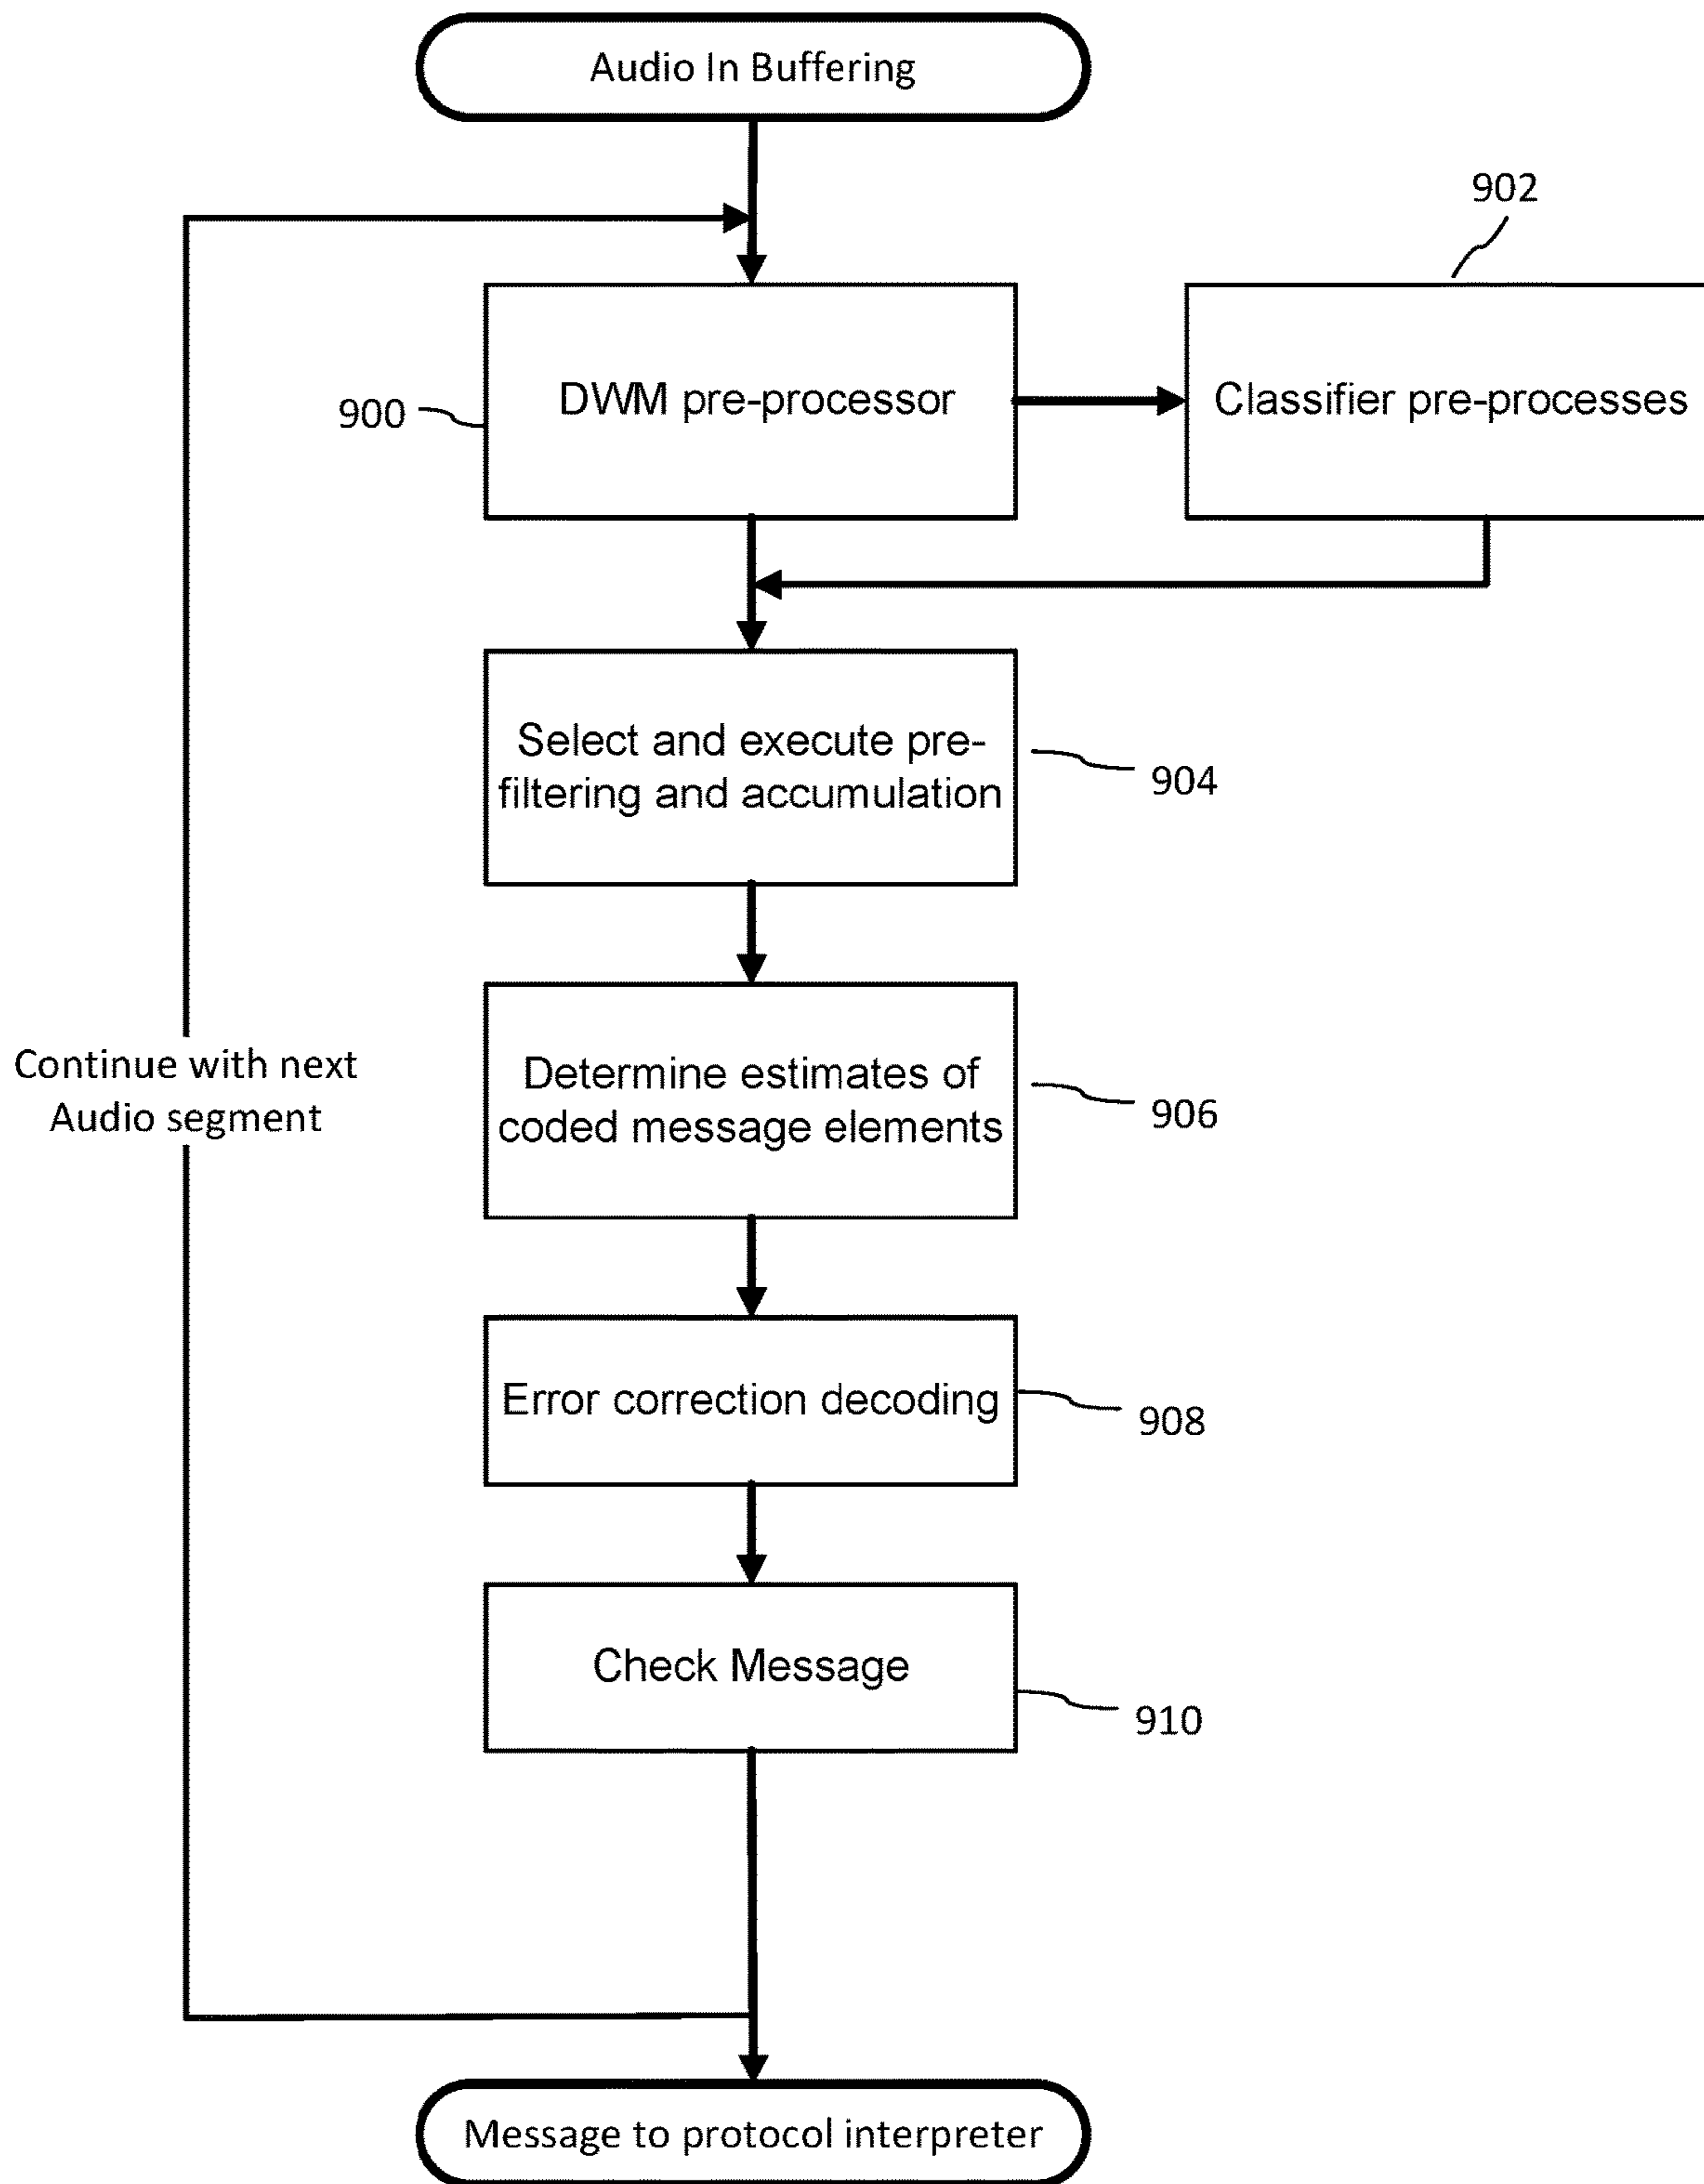 Audio In Buffering
902
DWM pre-processor
Classifier pre-processes
900
Select and execute pre-
filtering and accumulation
904
Continue with next
Audio segment
Determine estimates of
coded message elements
906
Error correction decoding
908
Check Message
910
Message to protocol interpreter